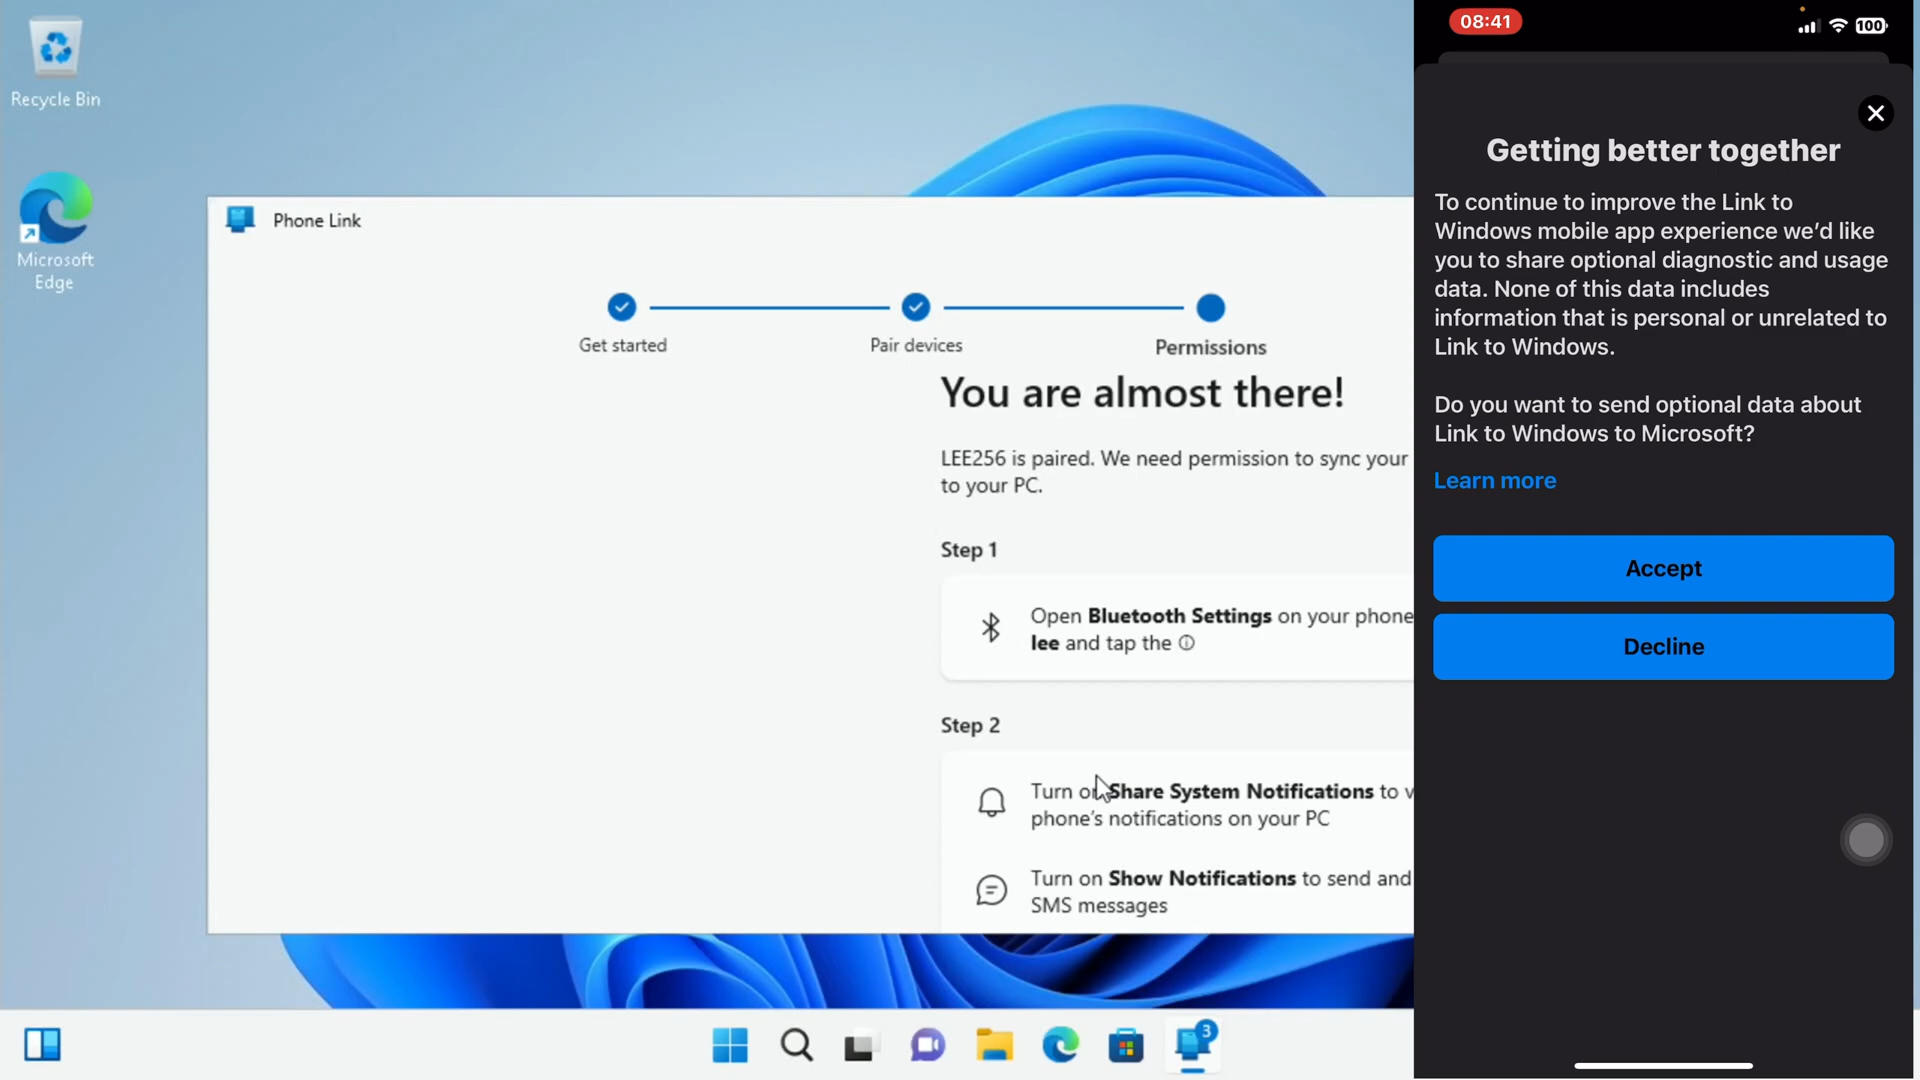 Recycle Bin
Microsoft
Edge
Phone Link
Get started
Pair devices
Permissions
You are almost there!
LEE256 is paired. We need permission to sync your
to your PC.
Step 1
Open Bluetooth Settings on your phone
lee and tap the ⓘ
Step 2
Turn on Share System Notifications to v
phone's notifications on your PC
Turn on Show Notifications to send and
SMS messages
3
08:41
100
Getting better together
To continue to improve the Link to
Windows mobile app experience we'd like
you to share optional diagnostic and usage
data. None of this data includes
information that is personal or unrelated to
Link to Windows.
Do you want to send optional data about
Link to Windows to Microsoft?
Learn more
Accept
Decline